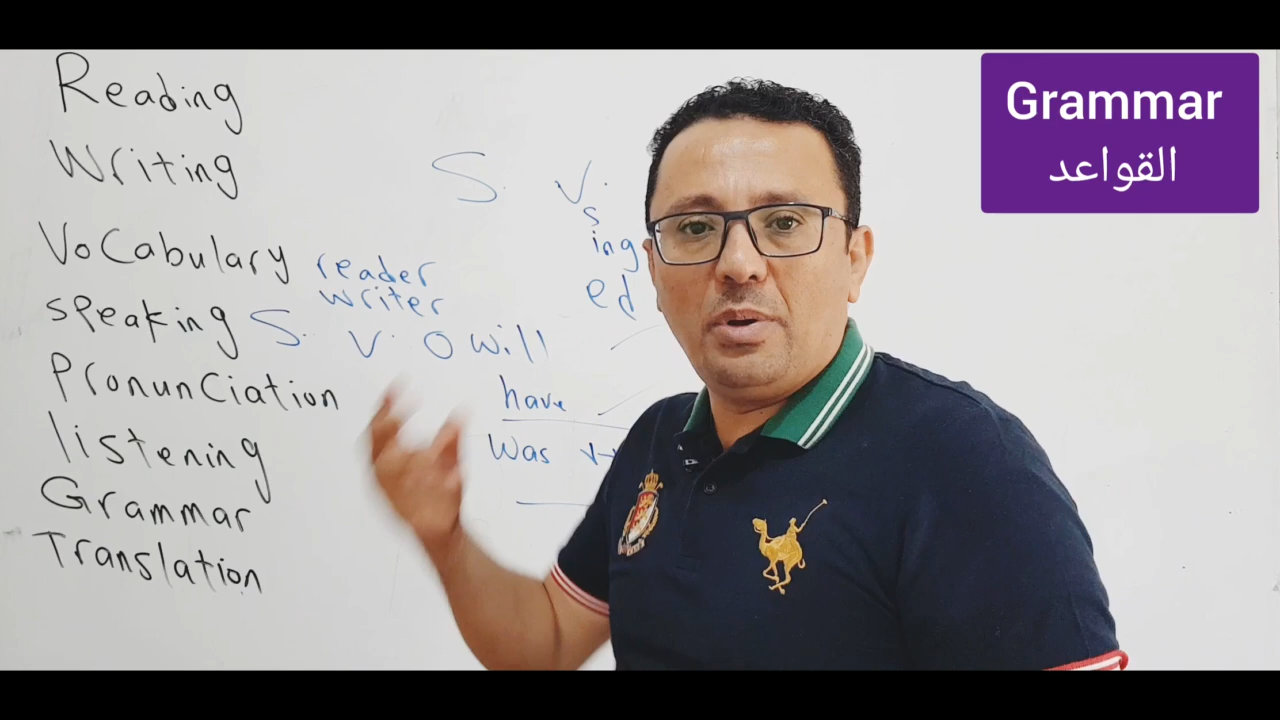 Reading
Writing
Vocabulary
speaking
Pronunciation
listening
Grammar
Translation
reader
writer
S. V. O will
have
Was
S. V.
s
ing
ed
Grammar
القواعد